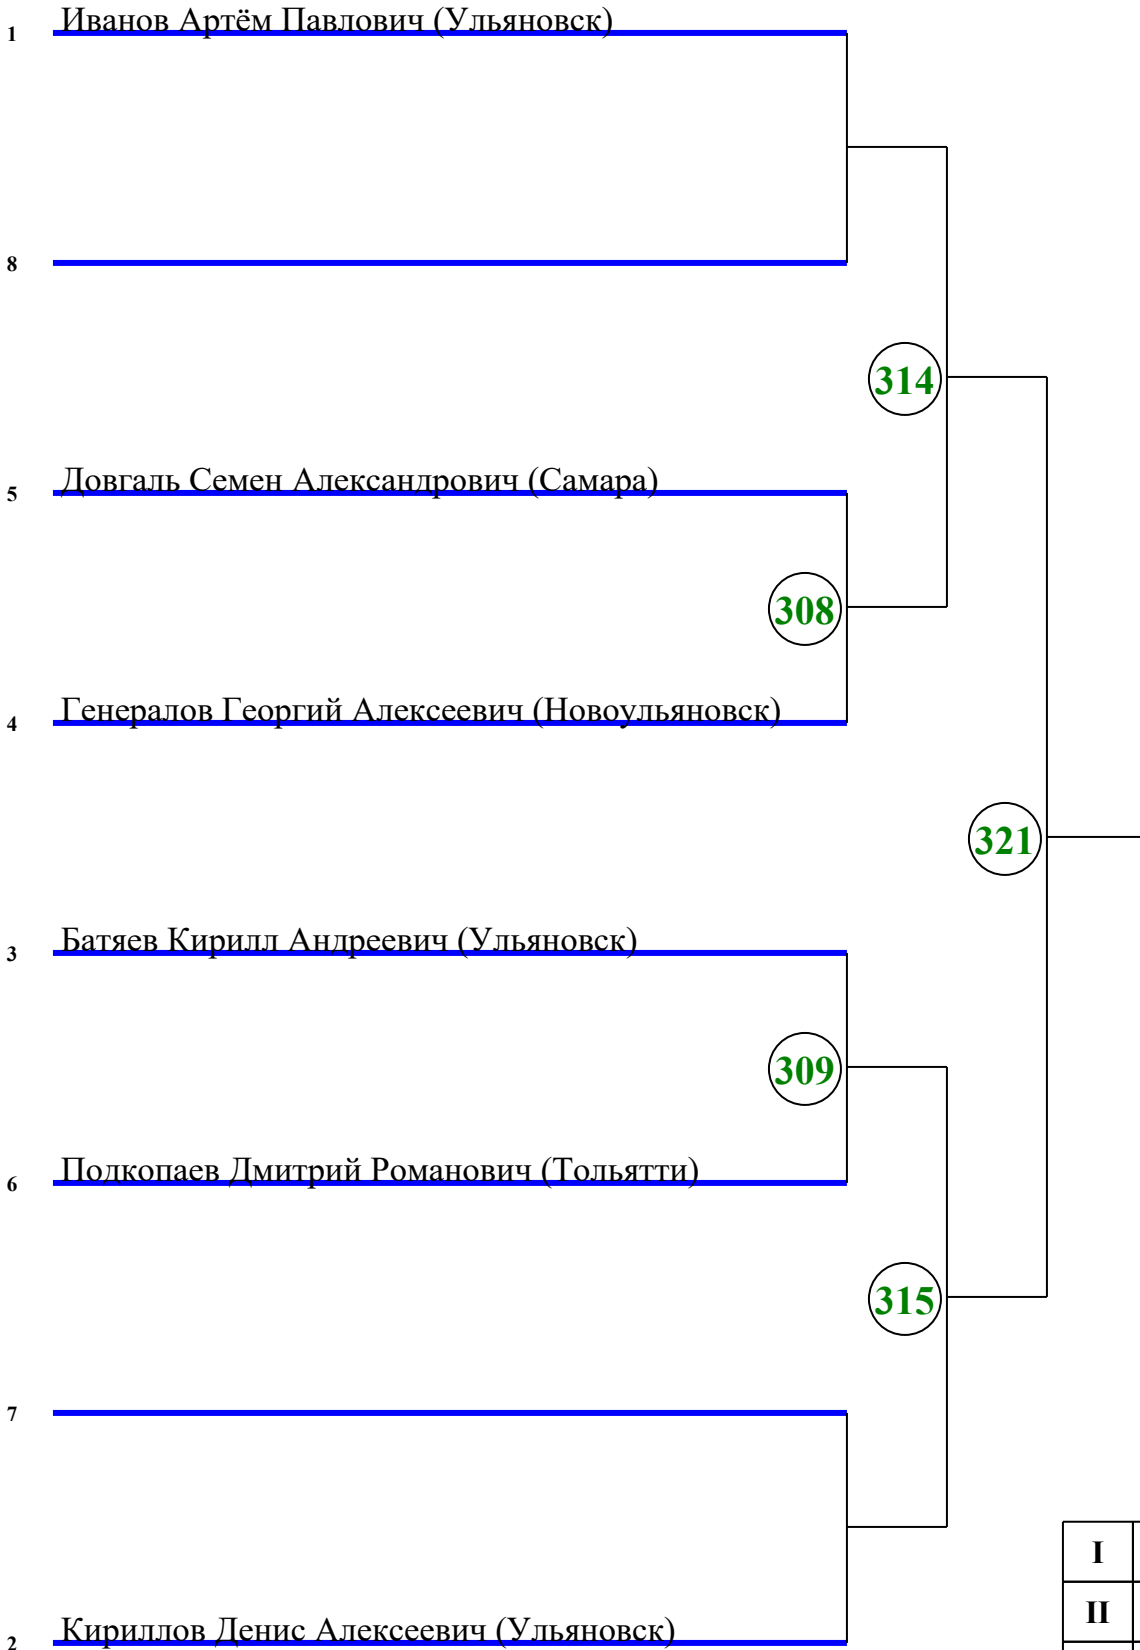 1 Иванов Артём Павлович (Ульяновск)
8
314
5 Довгаль Семен Александрович (Самара)
308
4 Генералов Георгий Алексеевич (Новоульяновск)
321
3 Батяев Кирилл Андреевич (Ульяновск)
309
6 Подкопаев Дмитрий Романович (Тольятти)
315
7
I
II
2 Кириллов Денис Алексеевич (Ульяновск)